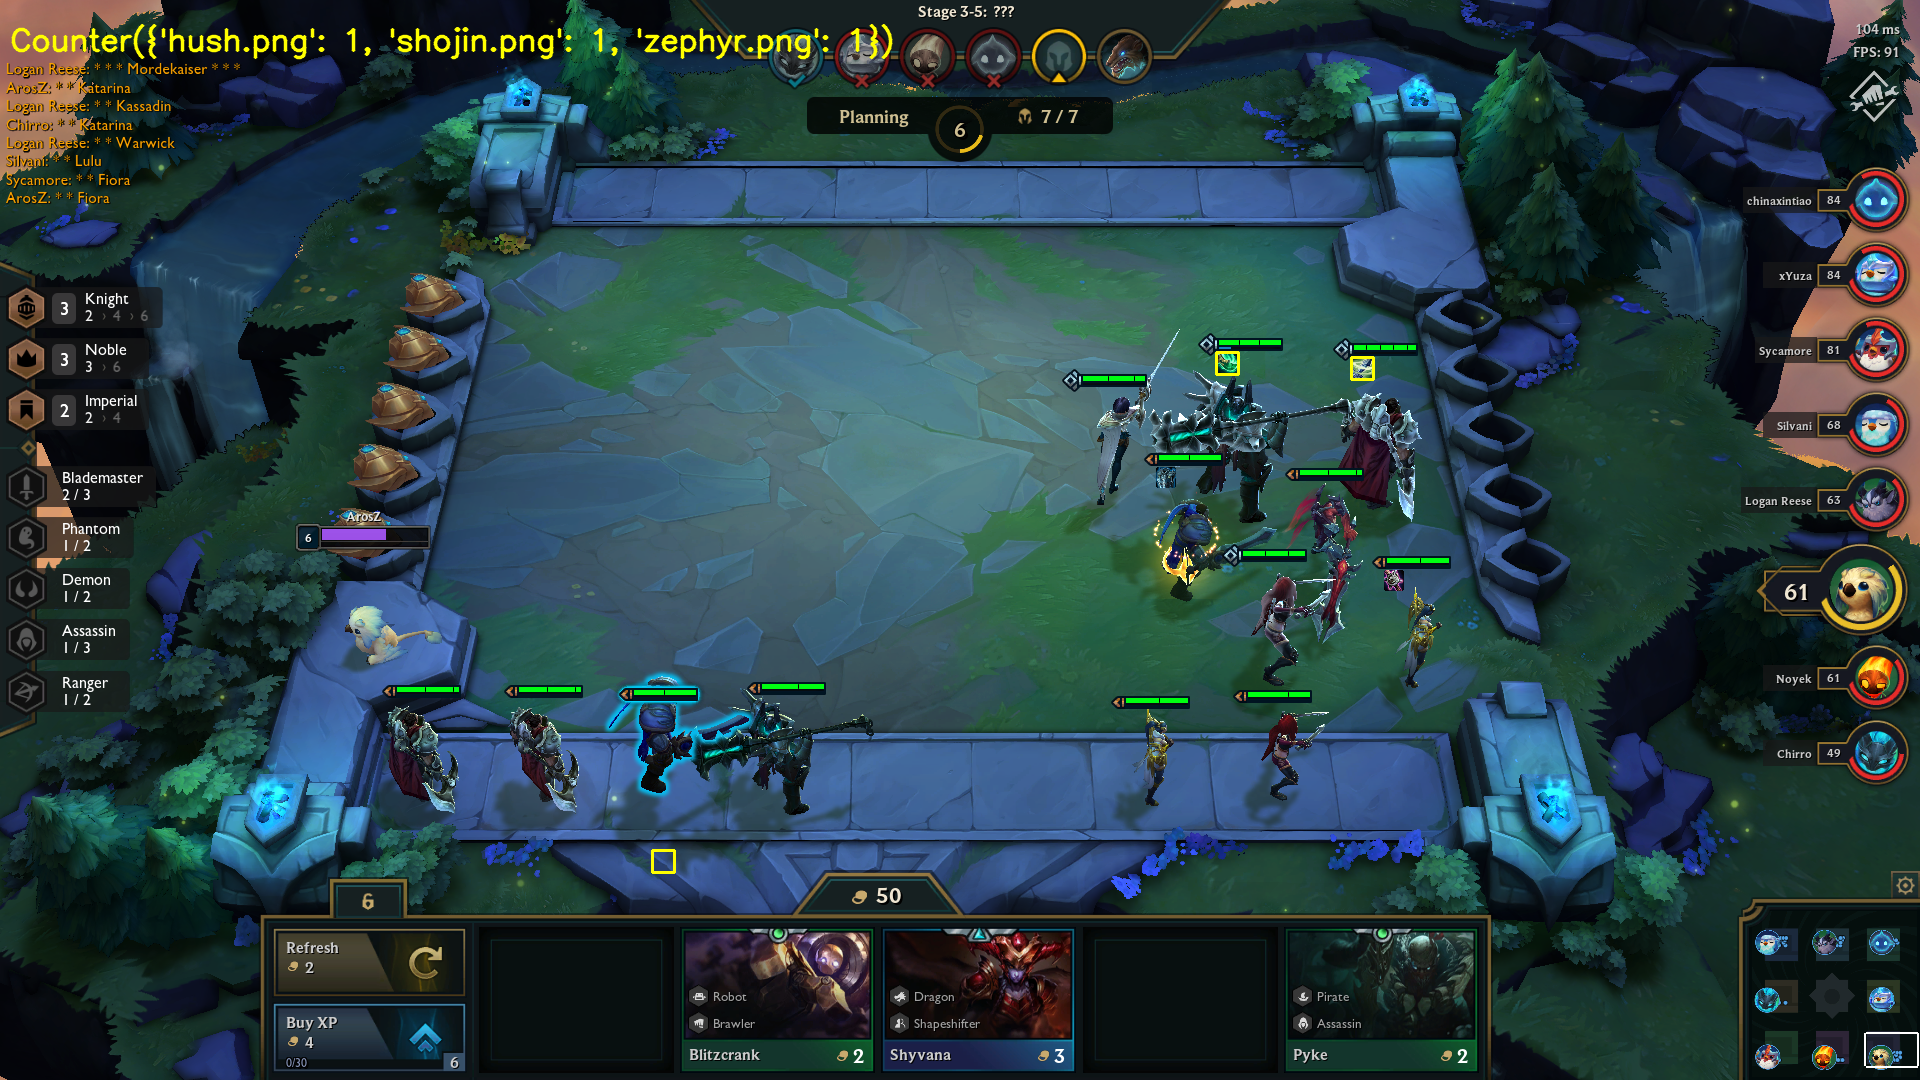 Stage 3-5: ???
Counter({'hush.png': 1, 'shojin.png': 1, 'zephyr.png': 1})
104 ms
FPS: 91
Logan Reese: * * * Mordekaiser * * *
ArosZ: * * Katarina
Logan Reese: * * Kassadin
Chirro: * * Katarina
Logan Reese: * * Warwick
Silvani: * * Lulu
Sycamore: * * Fiora
ArosZ: * * Fiora
Planning
6
7 / 7
chinaxintiao 84
xYuza 84
Sycamore 81
Silvani 68
Logan Reese 63
61
Noyek 61
Chirro 49
3 Knight
2 › 4 › 6
3 Noble
3 › 6
2 Imperial
2 › 4
Blademaster
2 / 3
Phantom
1 / 2
Demon
1 / 2
Assassin
1 / 3
Ranger
1 / 2
ArosZ
6
6
50
Refresh
2
Buy XP
4
0/30
6
Robot
Brawler
Blitzcrank 2
Dragon
Shapeshifter
Shyvana 3
Pirate
Assassin
Pyke 2